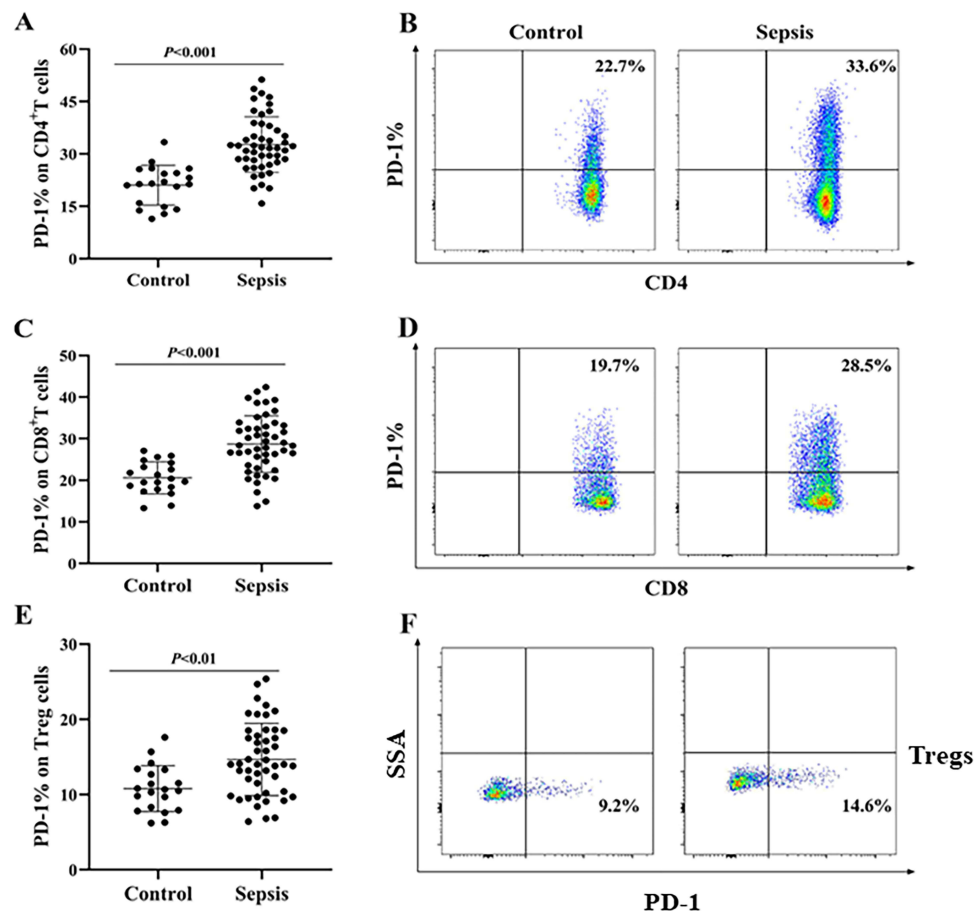 A
PD-1% on CD4+T cells
60
45
30
15
0
P<0.001
Control
Sepsis
B
Control
Sepsis
PD-1%
22.7%
33.6%
CD4
C
PD-1% on CD8+T cells
50
40
30
20
10
0
P<0.001
Control
Sepsis
D
PD-1%
19.7%
28.5%
CD8
E
PD-1% on Treg cells
30
20
10
0
P<0.01
Control
Sepsis
F
SSA
9.2%
14.6%
Tregs
PD-1